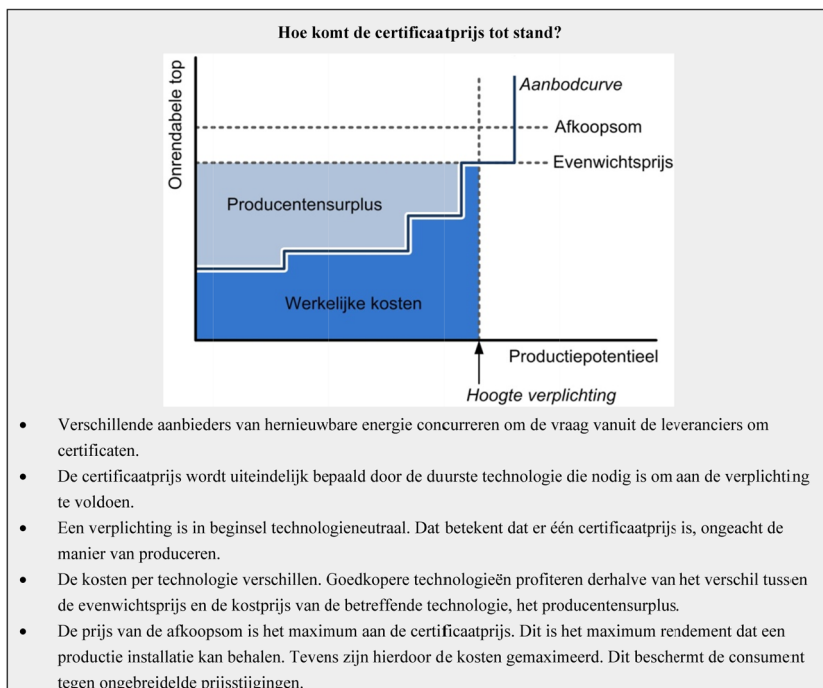 Hoe komt de certificaatprijs tot stand?
Onrendabele top
Aanbodcurve
Afkoopsom
Evenwichtsprijs
Producentensurplus
Werkelijke kosten
Productiepotentieel
Hoogte verplichting
• Verschillende aanbieders van hernieuwbare energie concurreren om de vraag vanuit de leveranciers om
certificaten.
• De certificaatprijs wordt uiteindelijk bepaald door de duurste technologie die nodig is om aan de verplichting
te voldoen.
• Een verplichting is in beginsel technologieneutraal. Dat betekent dat er één certificaatprijs is, ongeacht de
manier van produceren.
• De kosten per technologie verschillen. Goedkopere technologieën profiteren derhalve van het verschil tussen
de evenwichtsprijs en de kostprijs van de betreffende technologie, het producentensurplus.
• De prijs van de afkoopsom is het maximum aan de certificaatprijs. Dit is het maximum rendement dat een
productie installatie kan behalen. Tevens zijn hierdoor de kosten gemaximeerd. Dit beschermt de consument
tegen ongebreidelde prijsstijgingen.